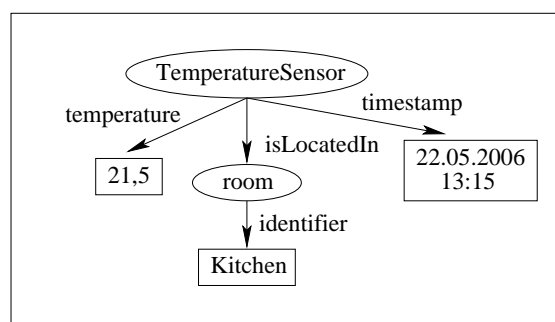 TemperatureSensor
temperature
timestamp
isLocatedIn
21,5
room
22.05.2006
13:15
identifier
Kitchen